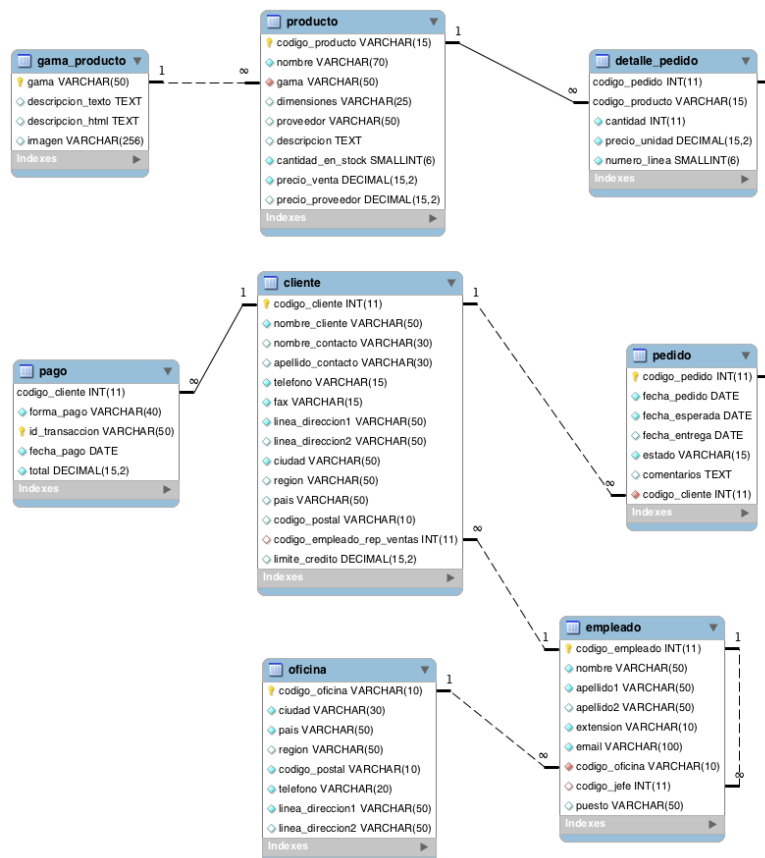 producto
codigo_producto VARCHAR(15)
nombre VARCHAR(70)
gama VARCHAR(50)
dimensiones VARCHAR(25)
proveedor VARCHAR(50)
descripcion TEXT
cantidad_en_stock SMALLINT(6)
precio_venta DECIMAL(15,2)
precio_proveedor DECIMAL(15,2)
Indexes
gama_producto
gama VARCHAR(50)
descripcion_texto TEXT
descripcion_html TEXT
imagen VARCHAR(256)
Indexes
1
∞
1
∞
detalle_pedido
codigo_pedido INT(11)
codigo_producto VARCHAR(15)
cantidad INT(11)
precio_unidad DECIMAL(15,2)
numero_linea SMALLINT(6)
Indexes
cliente
codigo_cliente INT(11)
nombre_cliente VARCHAR(50)
nombre_contacto VARCHAR(30)
apellido_contacto VARCHAR(30)
telefono VARCHAR(15)
fax VARCHAR(15)
linea_direccion1 VARCHAR(50)
linea_direccion2 VARCHAR(50)
ciudad VARCHAR(50)
region VARCHAR(50)
pais VARCHAR(50)
codigo_postal VARCHAR(10)
codigo_empleado_rep_ventas INT(11)
limite_credito DECIMAL(15,2)
Indexes
1
∞
1
∞
pago
codigo_cliente INT(11)
forma_pago VARCHAR(40)
id_transaccion VARCHAR(50)
fecha_pago DATE
total DECIMAL(15,2)
Indexes
pedido
codigo_pedido INT(11)
fecha_pedido DATE
fecha_esperada DATE
fecha_entrega DATE
estado VARCHAR(15)
comentarios TEXT
codigo_cliente INT(11)
Indexes
∞
1
empleado
codigo_empleado INT(11)
nombre VARCHAR(50)
apellido1 VARCHAR(50)
apellido2 VARCHAR(50)
extension VARCHAR(10)
email VARCHAR(100)
codigo_oficina VARCHAR(10)
codigo_jefe INT(11)
puesto VARCHAR(50)
Indexes
1
∞
oficina
codigo_oficina VARCHAR(10)
ciudad VARCHAR(30)
pais VARCHAR(50)
region VARCHAR(50)
codigo_postal VARCHAR(10)
telefono VARCHAR(20)
linea_direccion1 VARCHAR(50)
linea_direccion2 VARCHAR(50)
Indexes
1
∞